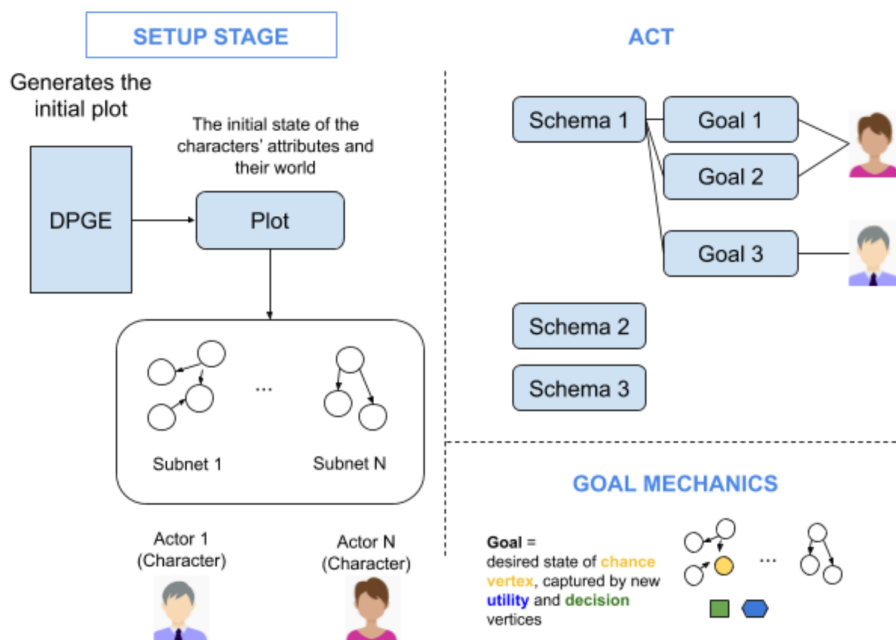 SETUP STAGE
Generates the
initial plot
The initial state of the
characters' attributes and
their world
DPGE
Plot
...
Subnet 1
Subnet N
Actor 1
(Character)
Actor N
(Character)
ACT
Schema 1
Goal 1
Goal 2
Goal 3
Schema 2
Schema 3
GOAL MECHANICS
Goal =
desired state of chance
vertex, captured by new
utility and decision
vertices
...